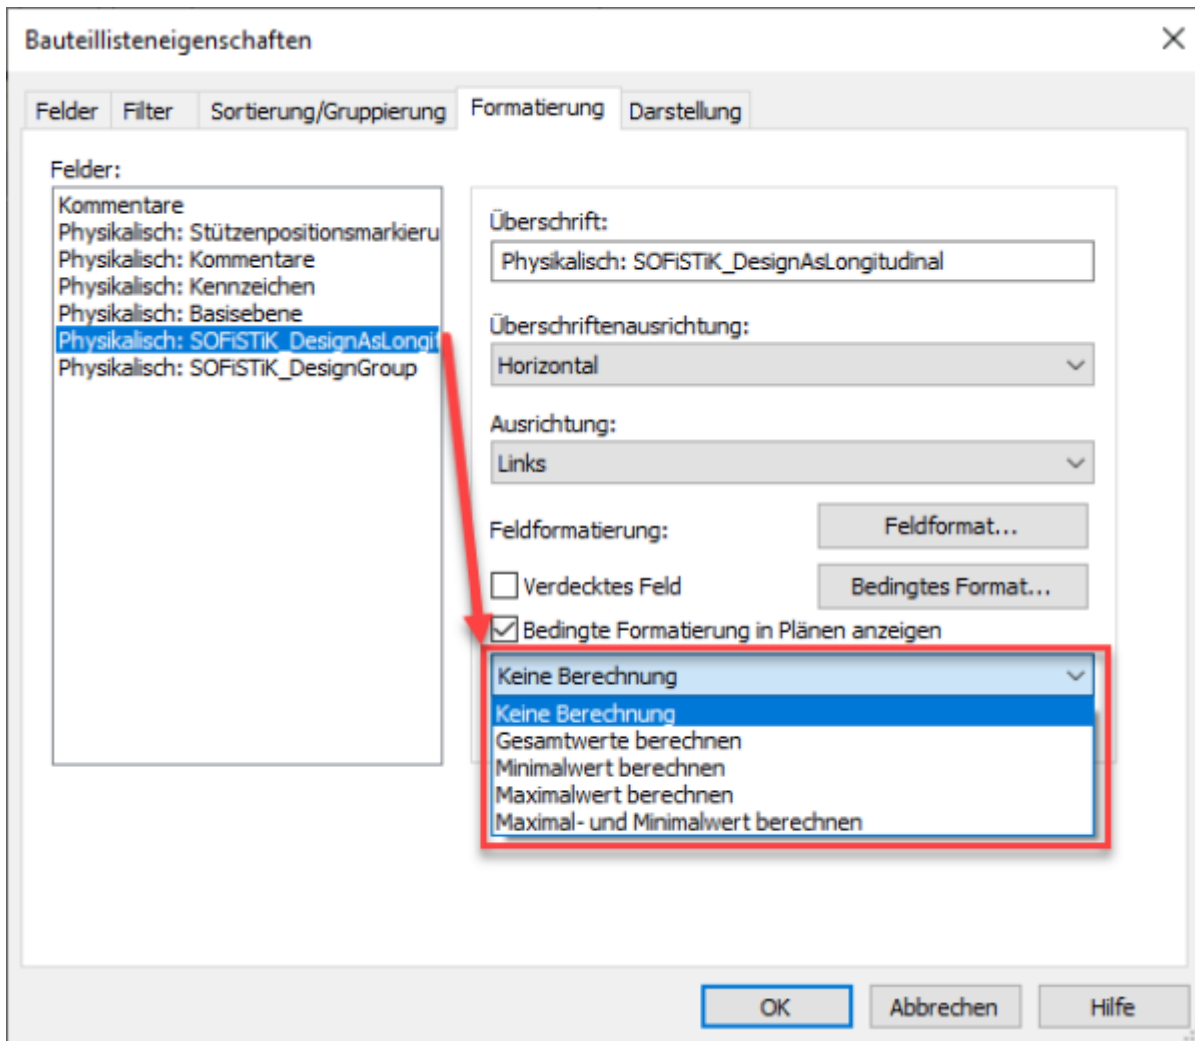 Bauteillisteneigenschaften
Felder Filter Sortierung/Gruppierung Formatierung Darstellung
Felder:
Kommentare
Physikalisch: Stützenpositionsmarkieru
Physikalisch: Kommentare
Physikalisch: Kennzeichen
Physikalisch: Basisebene
Physikalisch: SOFiSTiK_DesignAsLongit
Physikalisch: SOFiSTiK_DesignGroup
Überschrift:
Physikalisch: SOFiSTiK_DesignAsLongitudinal
Überschriftenausrichtung:
Horizontal
Ausrichtung:
Links
Feldformatierung: Feldformat...
Verdecktes Feld Bedingtes Format...
Bedingte Formatierung in Plänen anzeigen
Keine Berechnung
Keine Berechnung
Gesamtwerte berechnen
Minimalwert berechnen
Maximalwert berechnen
Maximal- und Minimalwert berechnen
OK Abbrechen Hilfe